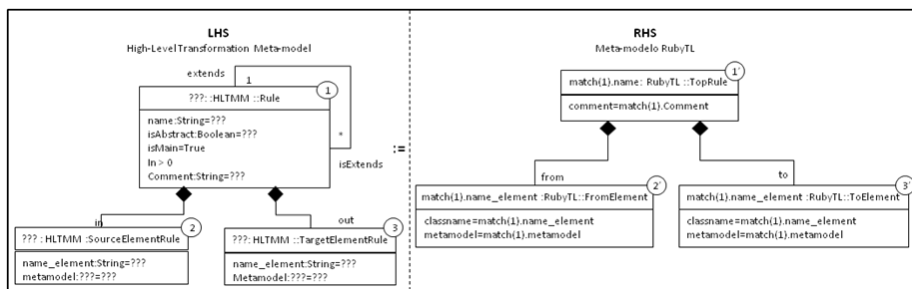 LHS
High-Level Transformation Meta-model
extends
1
1
???: :HLTMM ::Rule
name:String=???
isAbstract:Boolean=???
isMain=True
In > 0
Comment:String=???
*
isExtends
in
out
2
??? : HLTMM :SourceElementRule
name_element:String=???
metamodel:???=???
3
???: HLTMM ::TargetElementRule
name_element:String=???
Metamodel:???=???
:=
RHS
Meta-modelo RubyTL
1´
match(1).name: RubyTL ::TopRule
comment=match(1).Comment
from
to
2´
match(1).name_element :RubyTL::FromElement
classname=match(1).name_element
metamodel=match(1).metamodel
3´
match(1).name_element :RubyTL::ToElement
classname=match(1).name_element
metamodel=match(1).metamodel